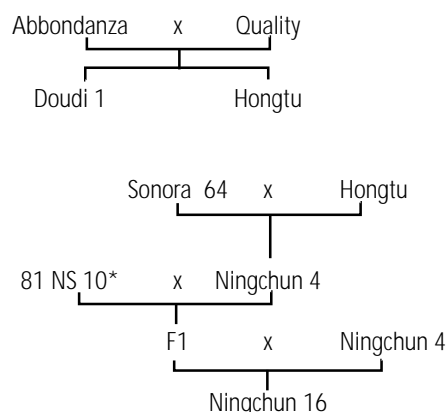 Abbondanza x Quality
Doudi 1 Hongtu
Sonora 64 x Hongtu
81 NS 10* x Ningchun 4
F1 x Ningchun 4
Ningchun 16